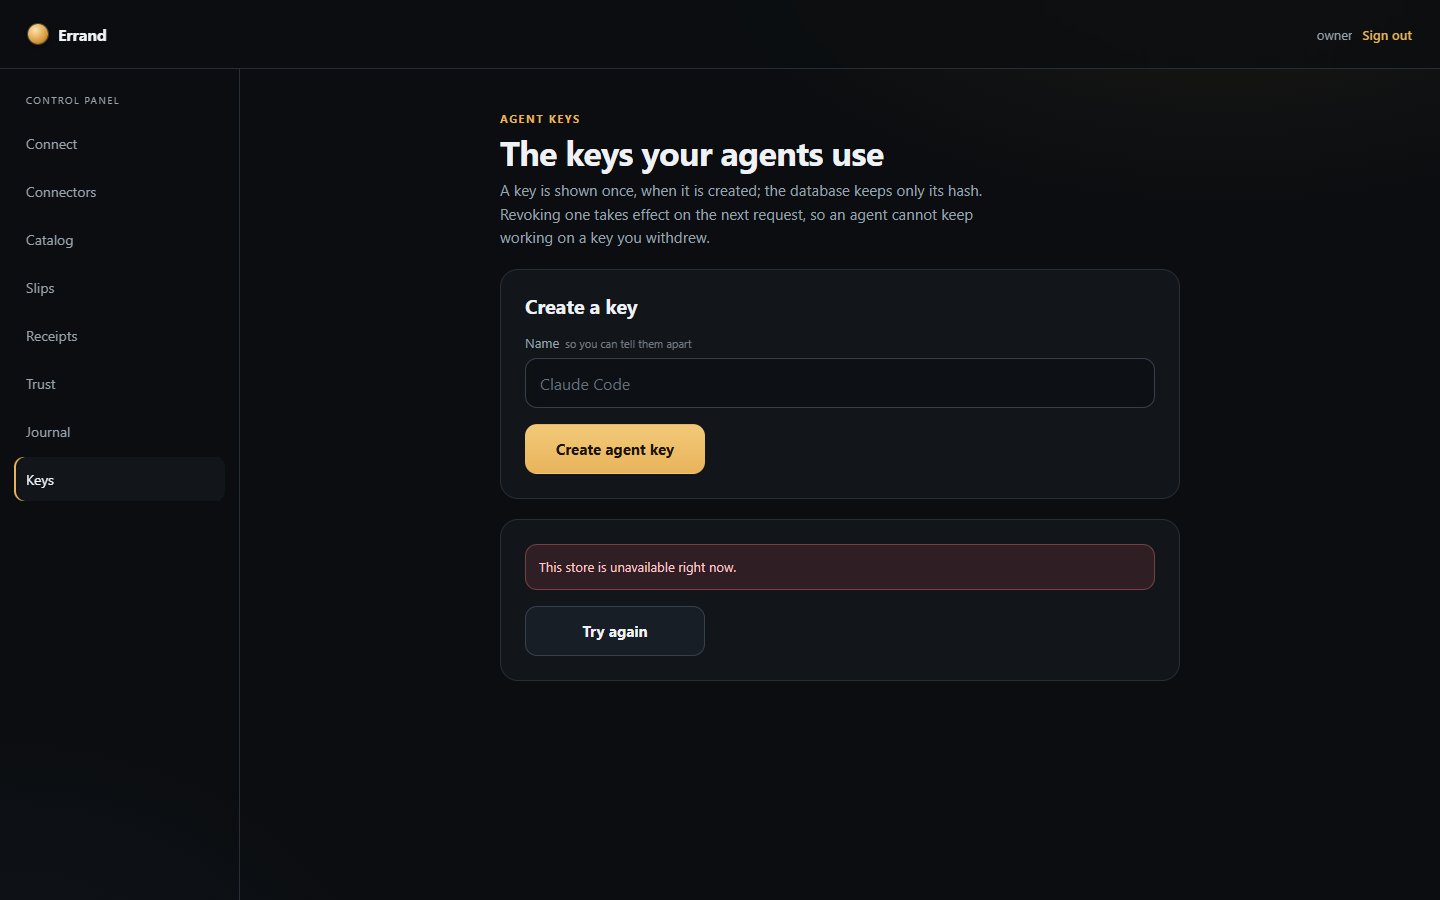 Errand
owner Sign out
CONTROL PANEL
Connect
Connectors
Catalog
Slips
Receipts
Trust
Journal
Keys
AGENT KEYS
The keys your agents use
A key is shown once, when it is created; the database keeps only its hash.
Revoking one takes effect on the next request, so an agent cannot keep
working on a key you withdrew.
Create a key
Name so you can tell them apart
Claude Code
Create agent key
This store is unavailable right now.
Try again